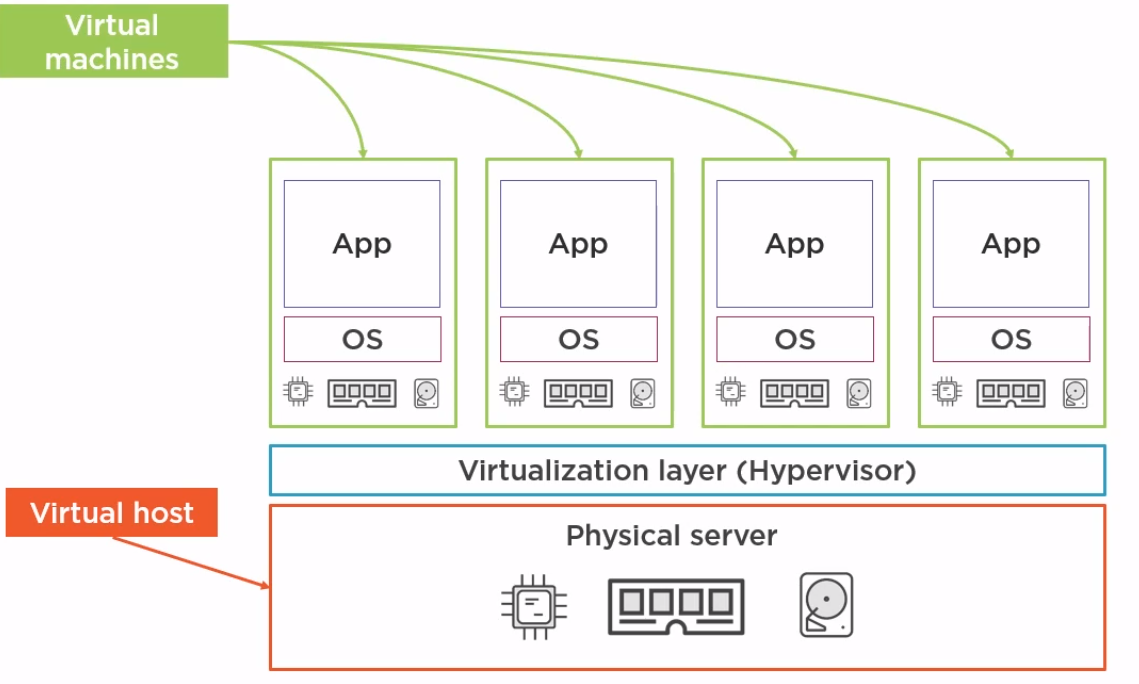 Virtual
machines
App
App
App
App
OS
OS
OS
OS
Virtualization layer (Hypervisor)
Virtual host
Physical server